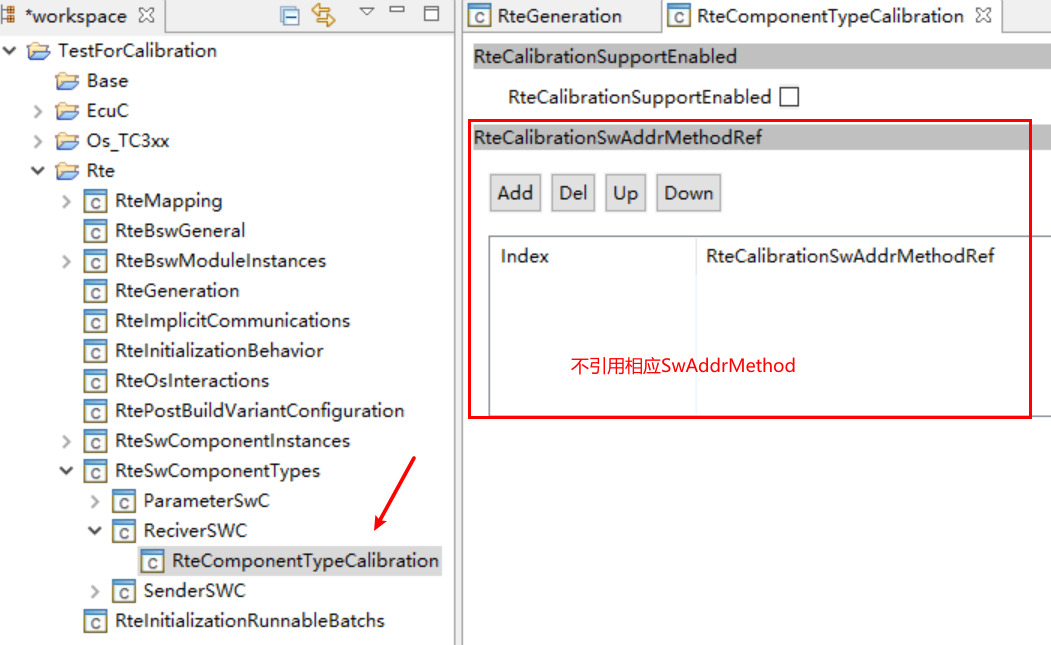 *workspace
TestForCalibration
Base
EcuC
Os_TC3xx
Rte
RteMapping
RteBswGeneral
RteBswModuleInstances
RteGeneration
RteImplicitCommunications
RteInitializationBehavior
RteOsInteractions
RtePostBuildVariantConfiguration
RteSwComponentInstances
RteSwComponentTypes
ParameterSwC
ReciverSWC
RteComponentTypeCalibration
SenderSWC
RteInitializationRunnableBatchs
RteGeneration RteComponentTypeCalibration
RteCalibrationSupportEnabled
RteCalibrationSupportEnabled
RteCalibrationSwAddrMethodRef
Add Del Up Down
Index RteCalibrationSwAddrMethodRef
不引用相应SwAddrMethod